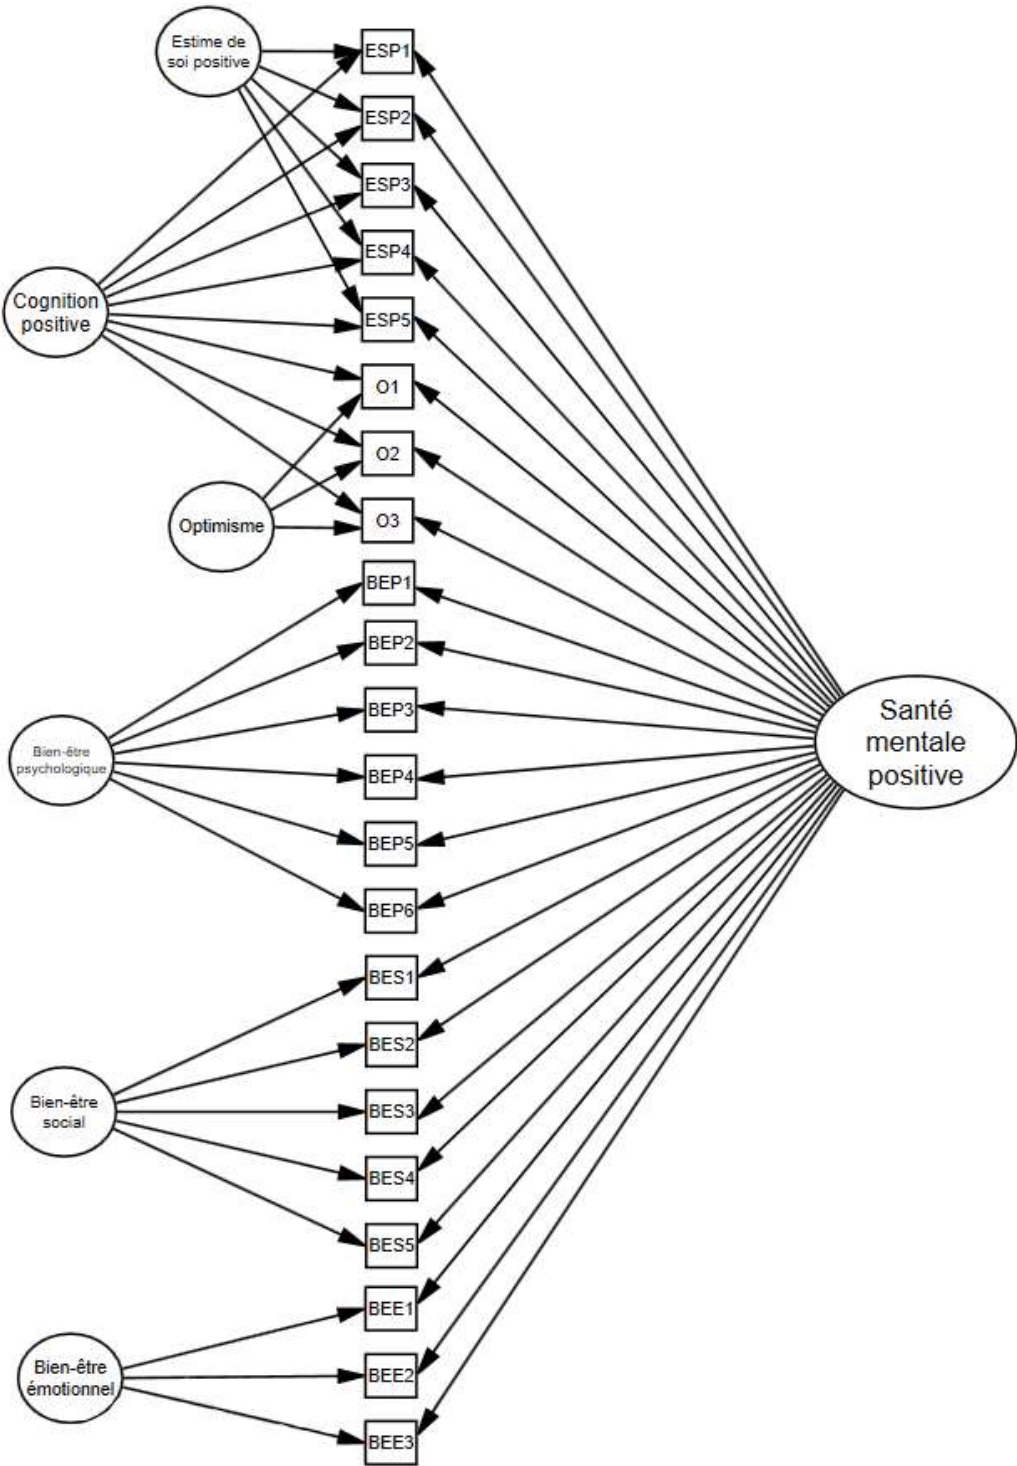 Estime de
soi positive
ESP1
ESP2
ESP3
ESP4
Cognition
positive
ESP5
O1
O2
Optimisme
O3
BEP1
BEP2
BEP3
Santé
mentale
positive
Bien-être
psychologique
BEP4
BEP5
BEP6
BES1
BES2
Bien-être
social
BES3
BES4
BES5
BEE1
Bien-être
émotionnel
BEE2
BEE3